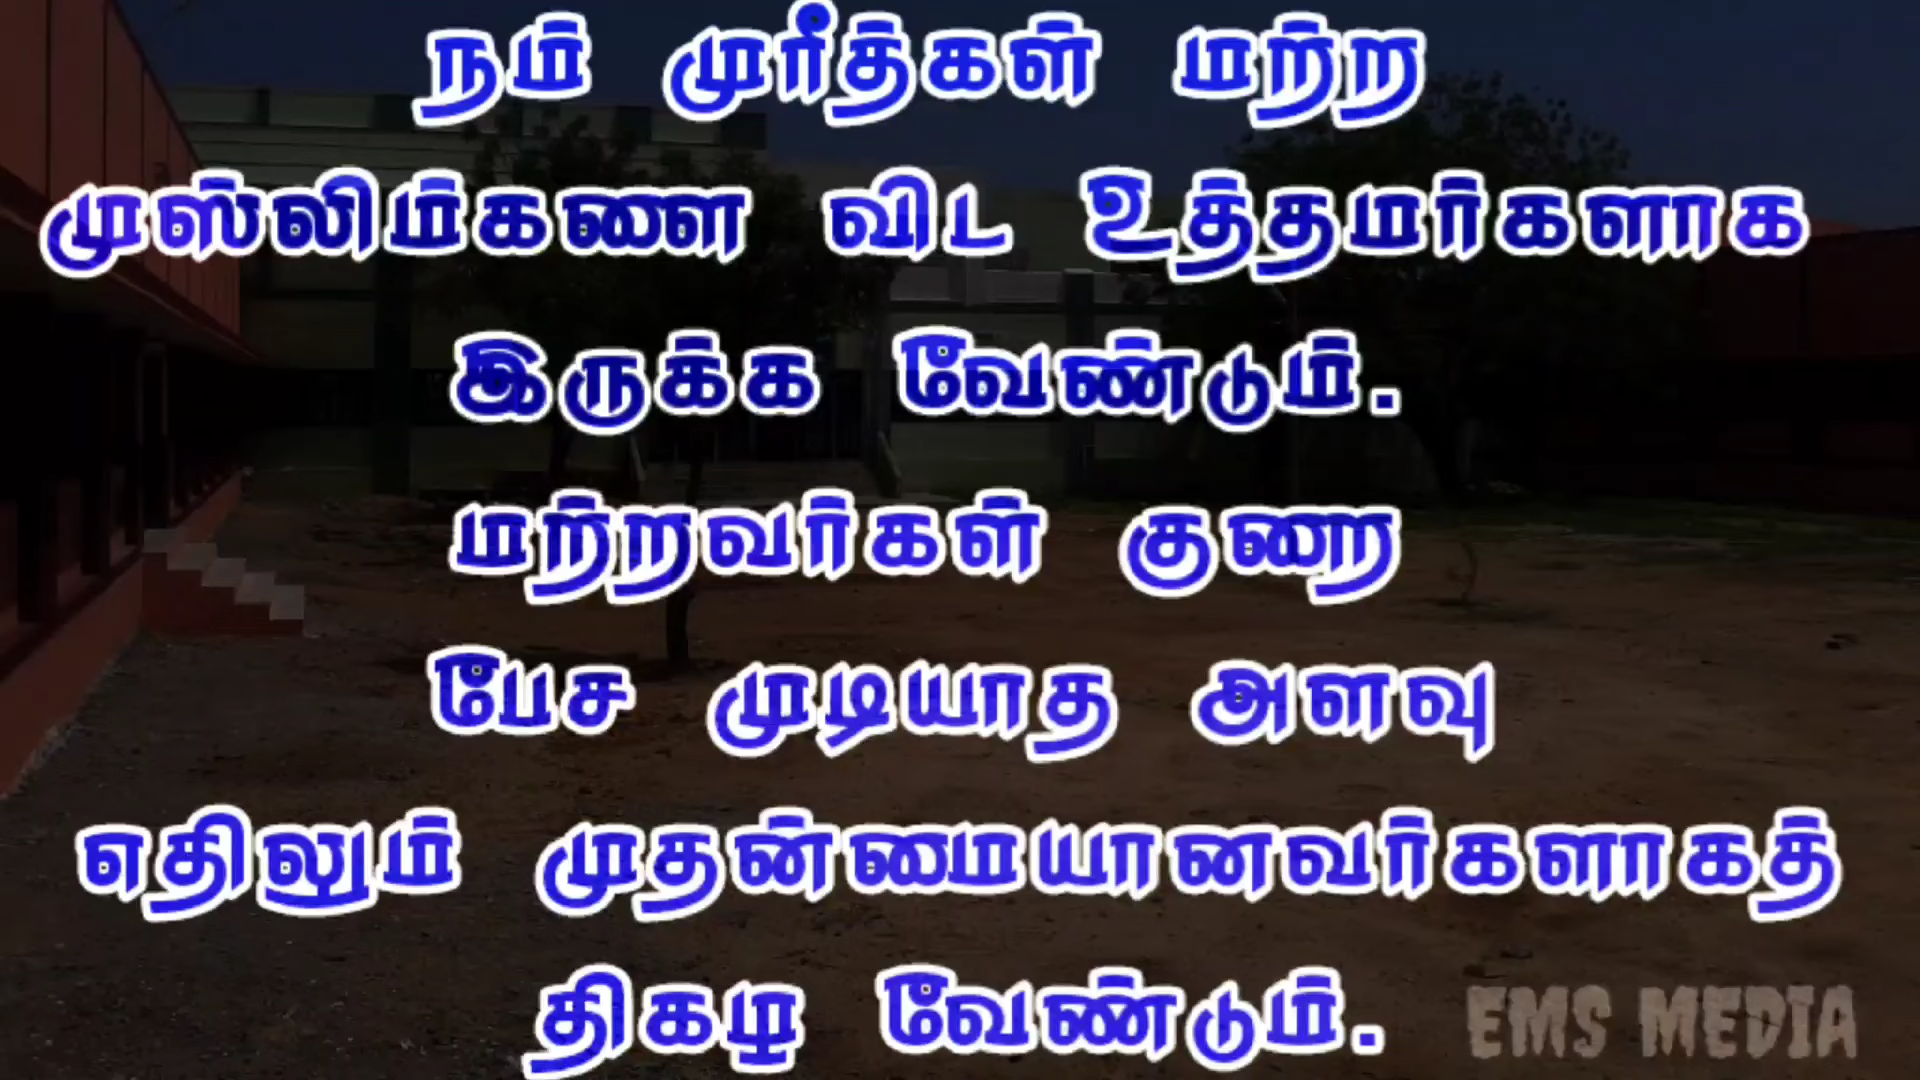 நம் முரீத்கள் மற்ற
முஸ்லிம்களை விட உத்தமர்களாக
இருக்க வேண்டும்.
மற்றவர்கள் குறை
பேச முடியாத அளவு
எதிலும் முதன்மையானவர்களாகத்
திகழ வேண்டும்.
EMS MEDIA